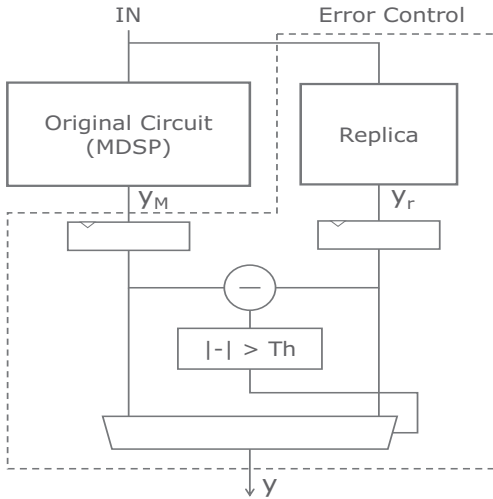 IN
Error Control
Original Circuit
(MDSP)
Replica
yM
yr
—
|-| > Th
y